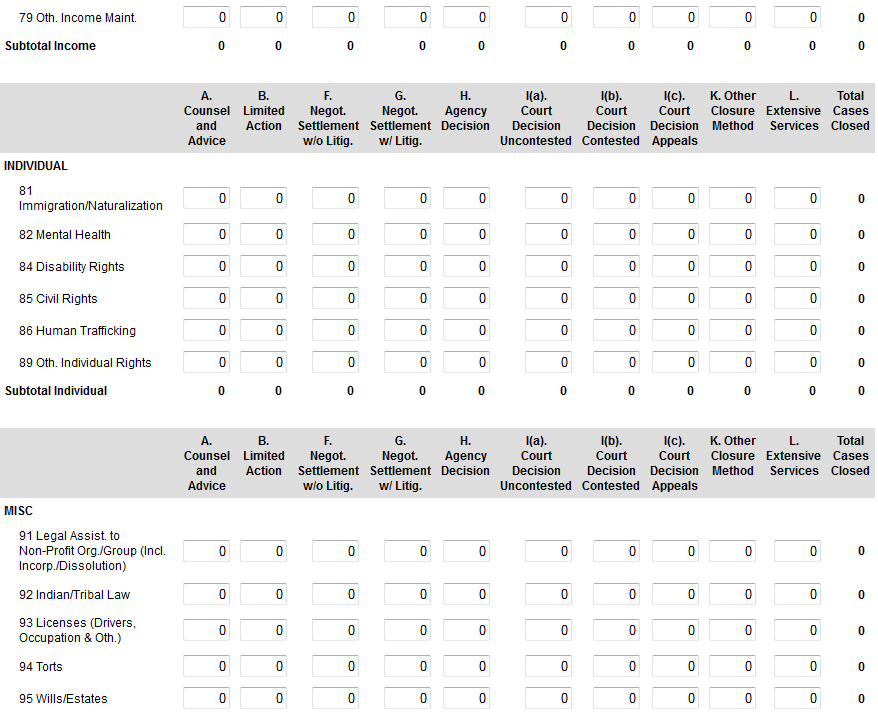 79 Oth. Income Maint. 0 0 0 0 0 0 0 0 0 0 0
Subtotal Income 0 0 0 0 0 0 0 0 0 0 0
A. B. F. G. H. I(a). I(b). I(c). K. Other L. Total
Counsel Limited Negot. Negot. Agency Court Court Court Closure Extensive Cases
and Action Settlement Settlement Decision Decision Decision Decision Method Services Closed
Advice w/o Litig. w/ Litig. Uncontested Contested Appeals
INDIVIDUAL
81
Immigration/Naturalization 0 0 0 0 0 0 0 0 0 0 0
82 Mental Health 0 0 0 0 0 0 0 0 0 0 0
84 Disability Rights 0 0 0 0 0 0 0 0 0 0 0
85 Civil Rights 0 0 0 0 0 0 0 0 0 0 0
86 Human Trafficking 0 0 0 0 0 0 0 0 0 0 0
89 Oth. Individual Rights 0 0 0 0 0 0 0 0 0 0 0
Subtotal Individual 0 0 0 0 0 0 0 0 0 0 0
A. B. F. G. H. I(a). I(b). I(c). K. Other L. Total
Counsel Limited Negot. Negot. Agency Court Court Court Closure Extensive Cases
and Action Settlement Settlement Decision Decision Decision Decision Method Services Closed
Advice w/o Litig. w/ Litig. Uncontested Contested Appeals
MISC
91 Legal Assist. to
Non-Profit Org./Group (Incl. 0 0 0 0 0 0 0 0 0 0 0
Incorp./Dissolution)
92 Indian/Tribal Law 0 0 0 0 0 0 0 0 0 0 0
93 Licenses (Drivers, 0 0 0 0 0 0 0 0 0 0 0
Occupation & Oth.)
94 Torts 0 0 0 0 0 0 0 0 0 0 0
95 Wills/Estates 0 0 0 0 0 0 0 0 0 0 0